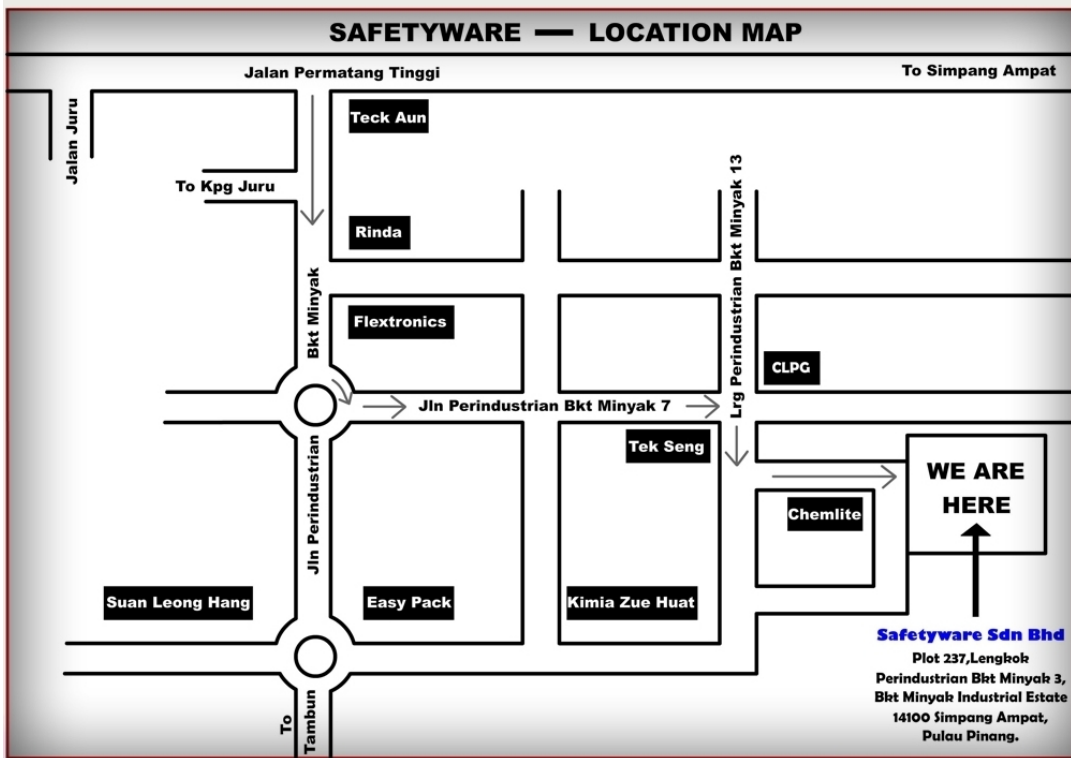 SAFETYWARE — LOCATION MAP
Jalan Permatang Tinggi
To Simpang Ampat
Jalan Juru
Teck Aun
To Kpg Juru
Rinda
Lrg Perindustrian Bkt Minyak 13
Bkt Minyak
Flextronics
CLPG
Jln Perindustrian Bkt Minyak 7
Jln Perindustrian
Tek Seng
WE ARE
HERE
Chemlite
Suan Leong Hang
Easy Pack
Kimia Zue Huat
Safetyware Sdn Bhd
Plot 237,Lengkok
Perindustrian Bkt Minyak 3,
Bkt Minyak Industrial Estate
14100 Simpang Ampat,
Pulau Pinang.
To
Tambun